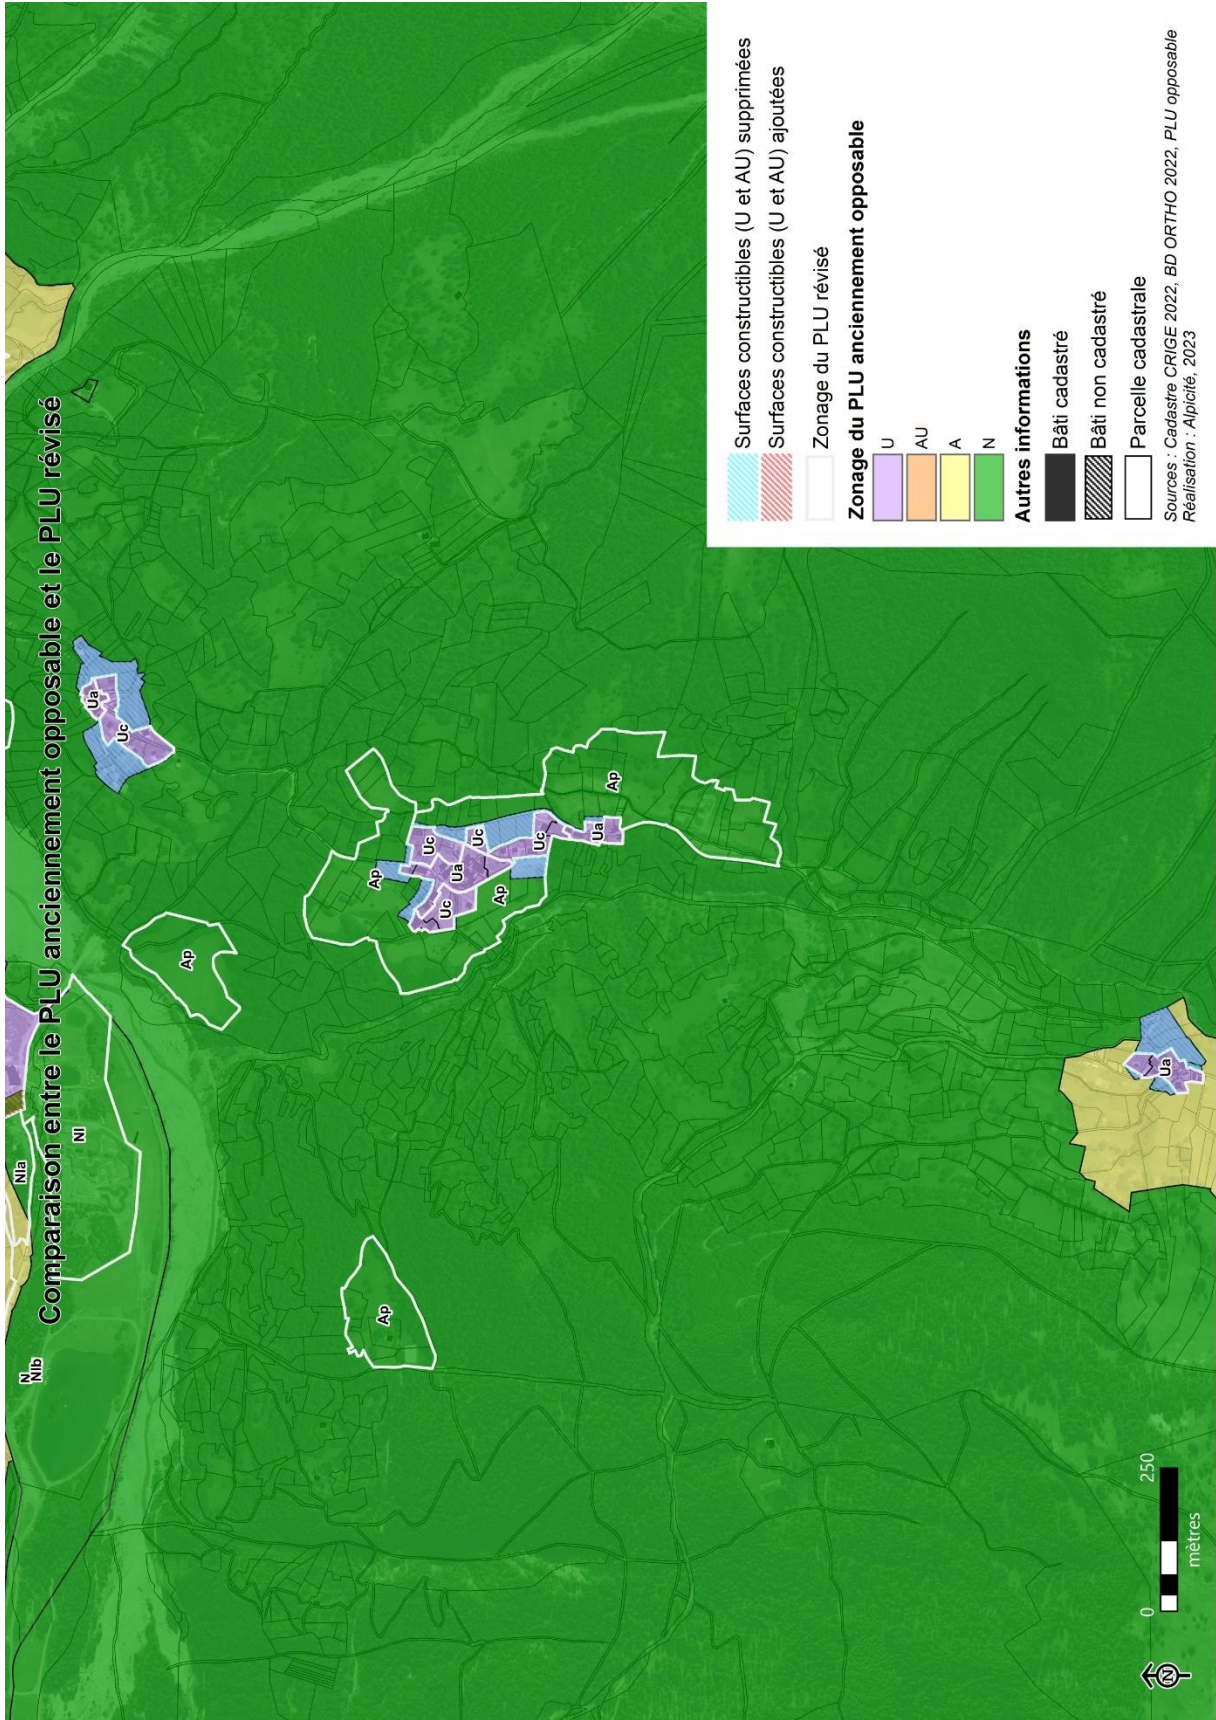 Comparaison entre le PLU anciennement opposable et le PLU révisé
N
Nlb
Nla
Nl
Ap
Ua
Uc
Ap
Ap
Uc
Uc
Ua
Uc
Ap
Uc
Ua
Ap
Ua
Surfaces constructibles (U et AU) supprimées
Surfaces constructibles (U et AU) ajoutées
Zonage du PLU révisé
Zonage du PLU anciennement opposable
U
AU
A
N
Autres informations
Bâti cadastré
Bâti non cadastré
Parcelle cadastrale
Sources : Cadastre CRIGE 2022, BD ORTHO 2022, PLU opposable
Réalisation : Alpicité, 2023
N
0 250
mètres